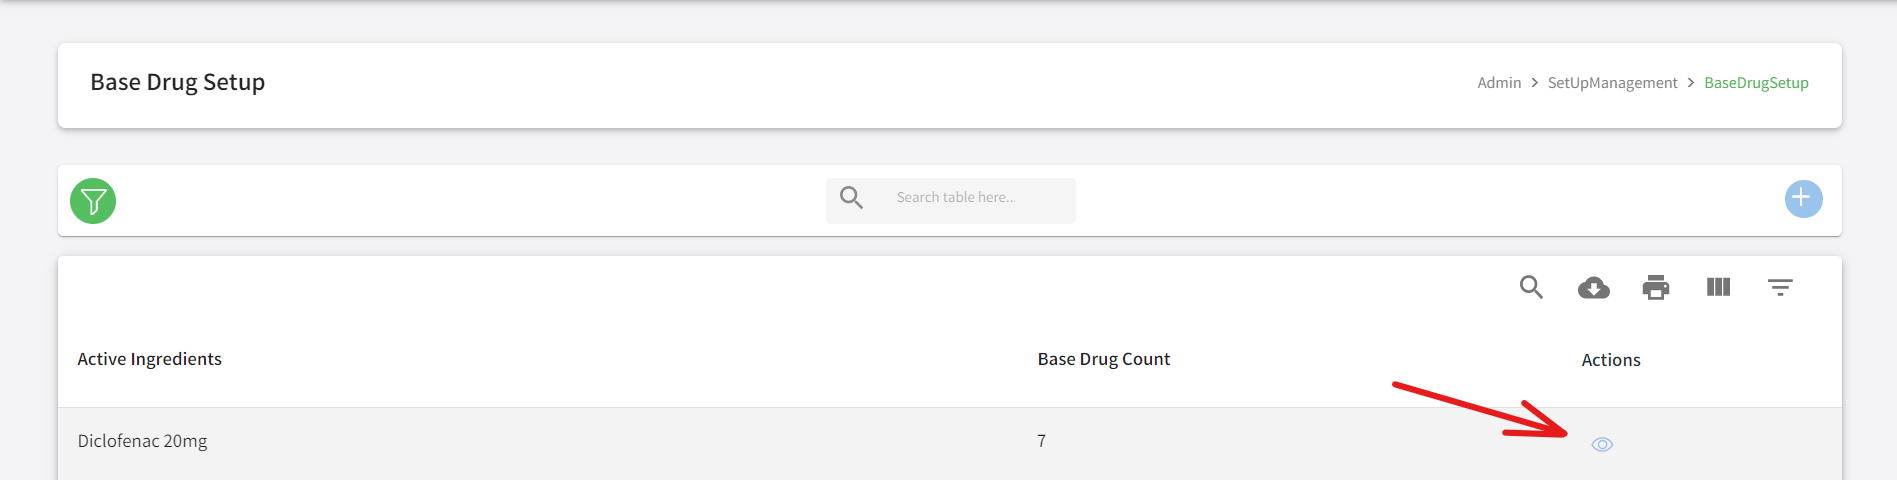 Base Drug Setup
Admin > SetUpManagement > BaseDrugSetup
Search table here...
Active Ingredients Base Drug Count Actions
Diclofenac 20mg 7